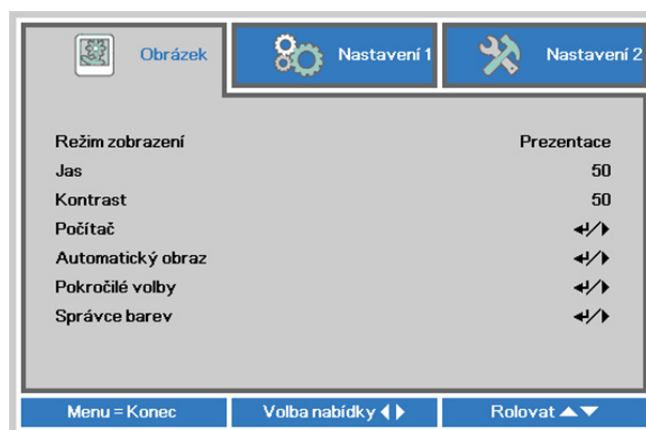 Obrázek Nastavení 1 Nastavení 2
Režim zobrazení Prezentace
Jas 50
Kontrast 50
Počítač
Automatický obraz
Pokročilé volby
Správce barev
Menu = Konec Volba nabídky Rolovat